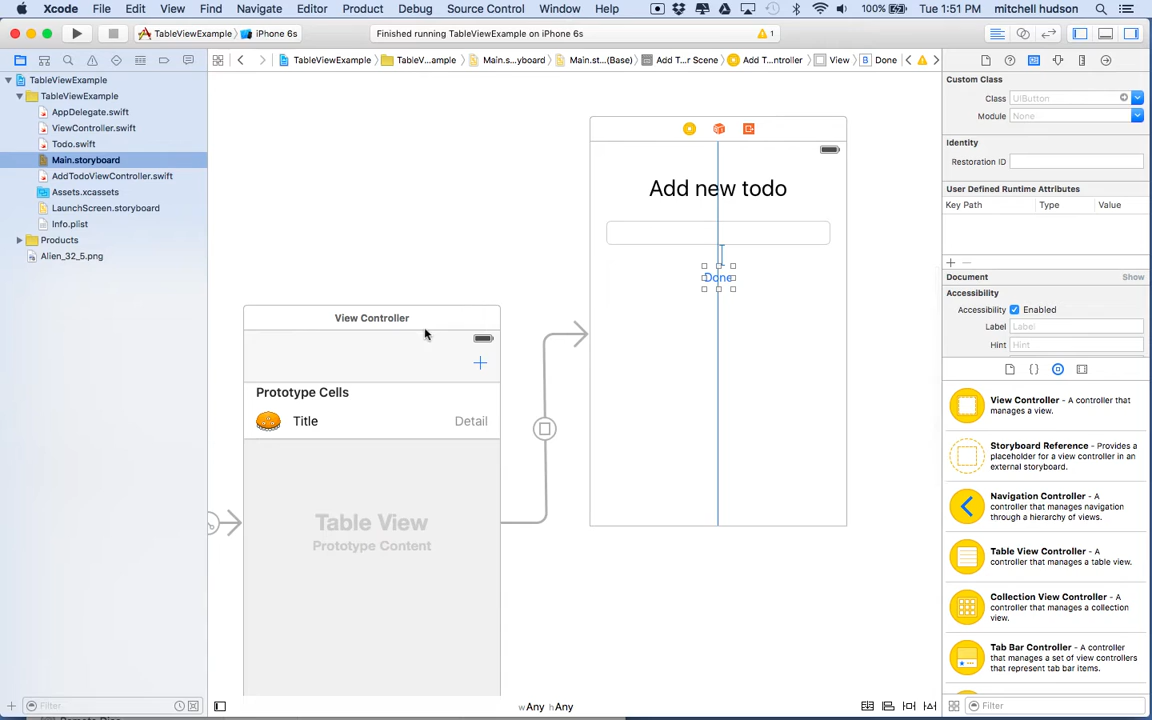 Xcode File Edit View Find Navigate Editor Product Debug Source Control Window Help 100% Tue 1:51 PM mitchell hudson
TableViewExample iPhone 6s Finished running TableViewExample on iPhone 6s 1
TableViewExample TableV...ample Main.s...yboard Main.st...(Base) Add T...r Scene Add T...ntroller View B Done
TableViewExample
TableViewExample
AppDelegate.swift
ViewController.swift
Todo.swift
Main.storyboard
AddTodoViewController.swift
Assets.xcassets
LaunchScreen.storyboard
Info.plist
Products
Alien_32_5.png
Filter
Add new todo
Done
View Controller
Prototype Cells
Title Detail
Table View
Prototype Content
wAny hAny
Custom Class
Class UIButton
Module None
Identity
Restoration ID
User Defined Runtime Attributes
Key Path Type Value
Document Show
Accessibility
Accessibility Enabled
Label Label
Hint Hint
View Controller - A controller that
manages a view.
Storyboard Reference - Provides a
placeholder for a view controller in an
external storyboard.
Navigation Controller - A
controller that manages navigation
through a hierarchy of views.
Table View Controller - A
controller that manages a table view.
Collection View Controller - A
controller that manages a collection
view.
Tab Bar Controller - A controller
that manages a set of view controllers
that represent tab bar items.
Filter